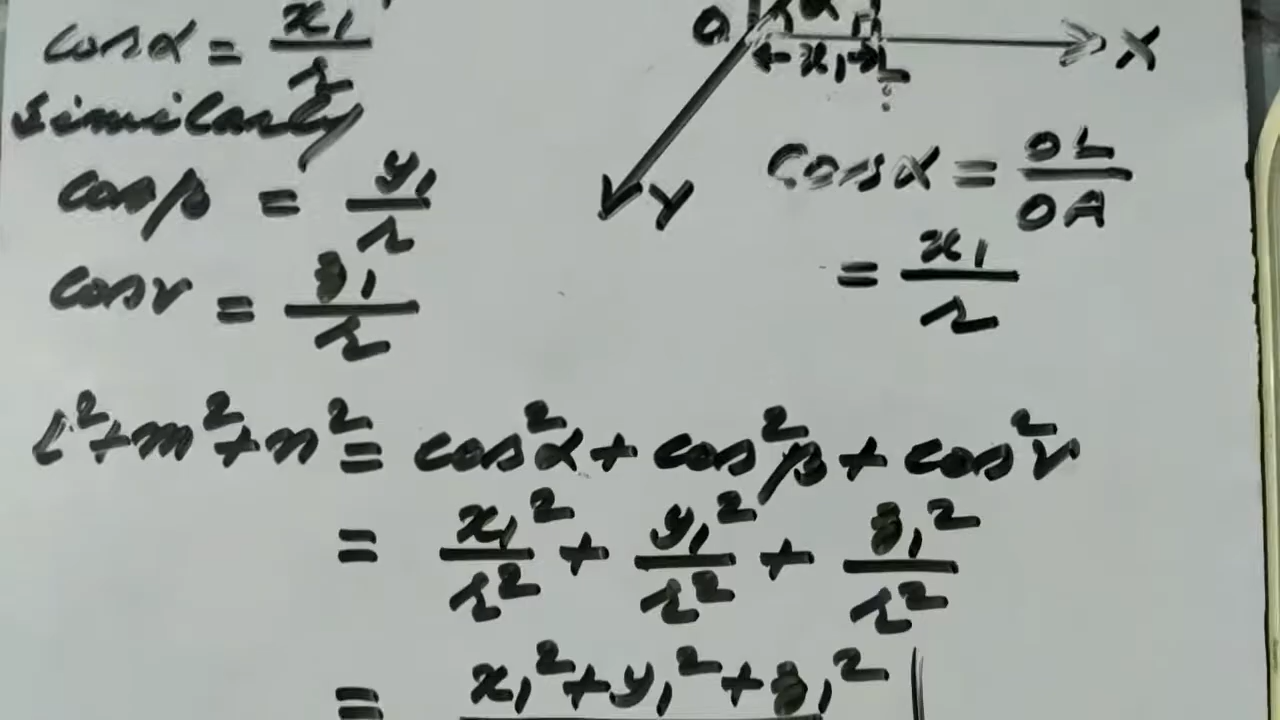 cosα = x₁/r
similarly
cosβ = y₁/r
cosγ = z₁/r
O α
← x₁ → L
X
Y
cosα = OL/OA
= x₁/r
l²+m²+n² = cos²α + cos²β + cos²γ
= x₁²/r² + y₁²/r² + z₁²/r²
= x₁²+y₁²+z₁²